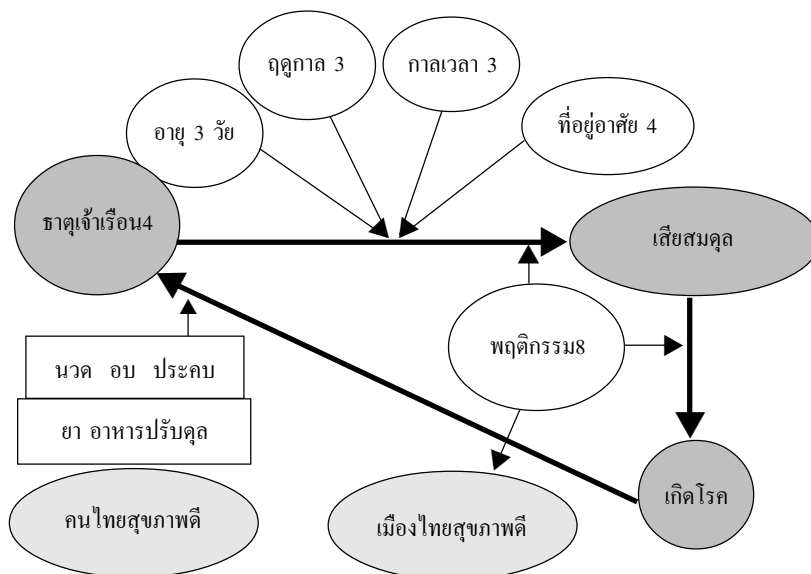 ฤดูกาล 3
กาลเวลา 3
อายุ 3 วัย
ที่อยู่อาศัย 4
ธาตุเจ้าเรือน4
เสียสมดุล
พฤติกรรม8
นวด อบ ประคบ
ยา อาหารปรับดุล
เกิดโรค
คนไทยสุขภาพดี
เมืองไทยสุขภาพดี